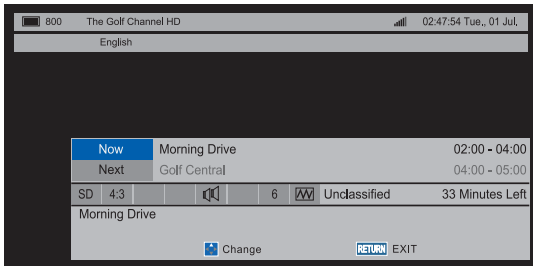 800 The Golf Channel HD 02:47:54 Tue,, 01 Jul,
English
Now Morning Drive 02:00 - 04:00
Next Golf Central 04:00 - 05:00
SD 4:3 6 Unclassified 33 Minutes Left
Morning Drive
Change RETURN EXIT